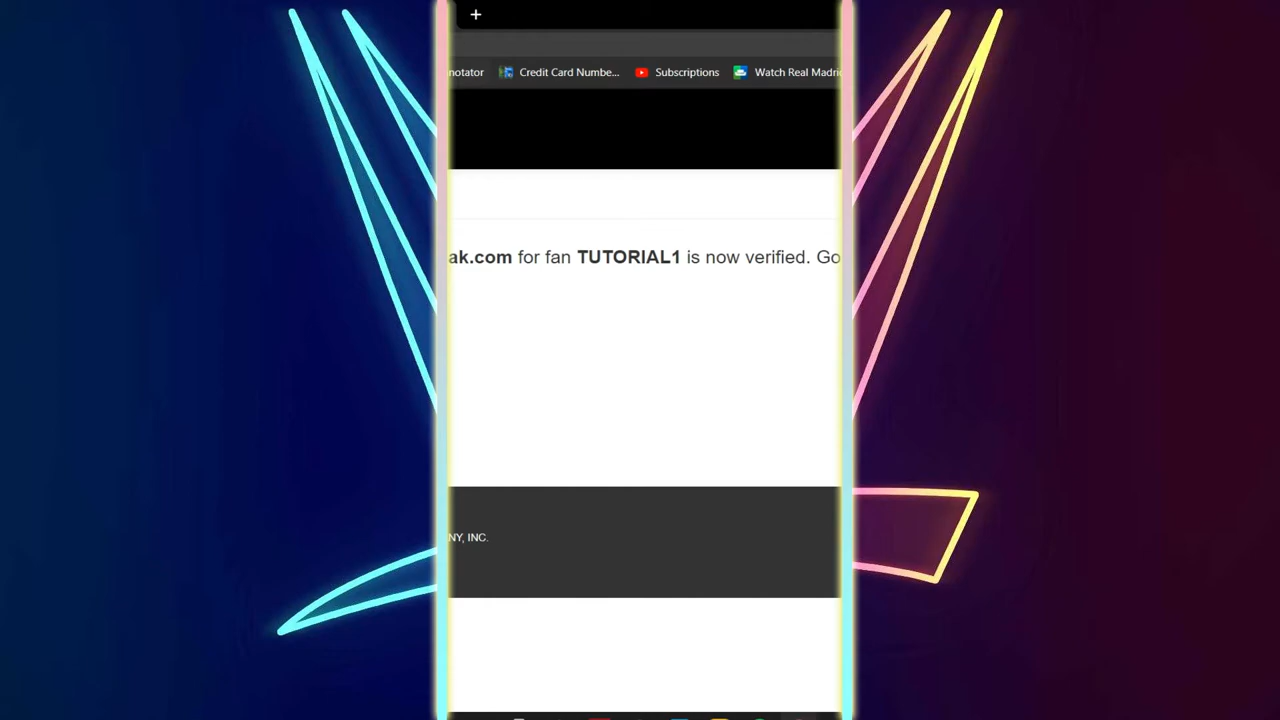 +
notator Credit Card Numbe... Subscriptions Watch Real Madri
ak.com for fan TUTORIAL1 is now verified. Go
NY, INC.